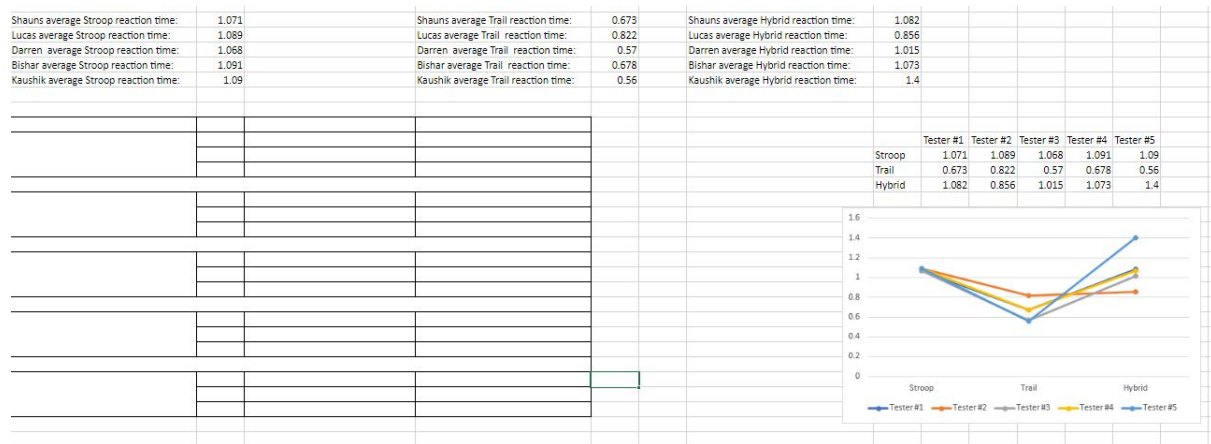 Shauns average Stroop reaction time: 1.071 Shauns average Trail reaction time: 0.673 Shauns average Hybrid reaction time: 1.082
Lucas average Stroop reaction time: 1.089 Lucas average Trail  reaction time: 0.822 Lucas average Hybrid reaction time: 0.856
Darren  average Stroop reaction time: 1.068 Darren  average Trail  reaction time: 0.57 Darren average Hybrid reaction time: 1.015
Bishar average Stroop reaction time: 1.091 Bishar average Trail  reaction time: 0.678 Bishar average Hybrid reaction time: 1.073
Kaushik average Stroop reaction time: 1.09 Kaushik average Trail reaction time: 0.56 Kaushik average Hybrid reaction time: 1.4
Tester #1 Tester #2 Tester #3 Tester #4 Tester #5
Stroop 1.071 1.089 1.068 1.091 1.09
Trail 0.673 0.822 0.57 0.678 0.56
Hybrid 1.082 0.856 1.015 1.073 1.4
1.6
1.4
1.2
1
0.8
0.6
0.4
0.2
0
Stroop Trail Hybrid
Tester #1 Tester #2 Tester #3 Tester #4 Tester #5